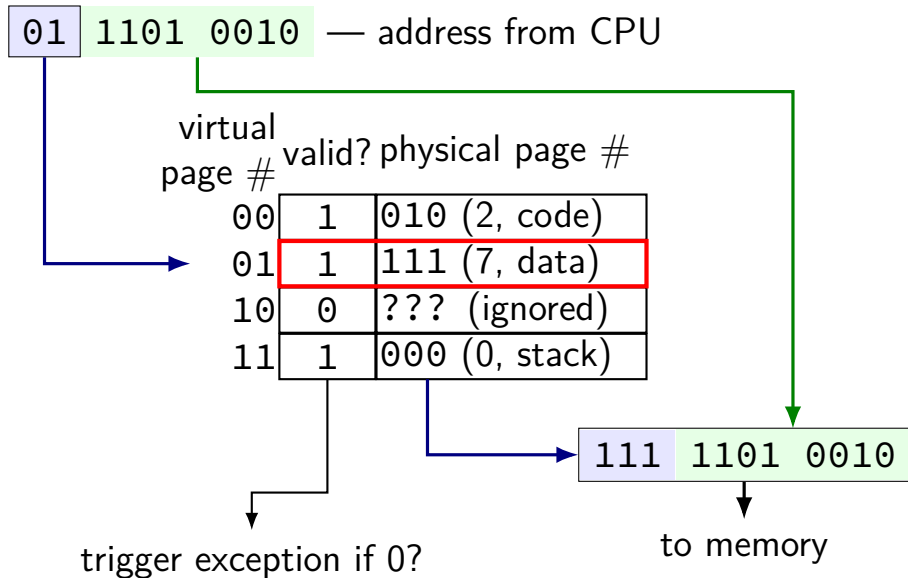 01 1101 0010 — address from CPU
virtual
page # valid? physical page #
00 1 010 (2, code)
01 1 111 (7, data)
10 0 ??? (ignored)
11 1 000 (0, stack)
111 1101 0010
trigger exception if 0?
to memory